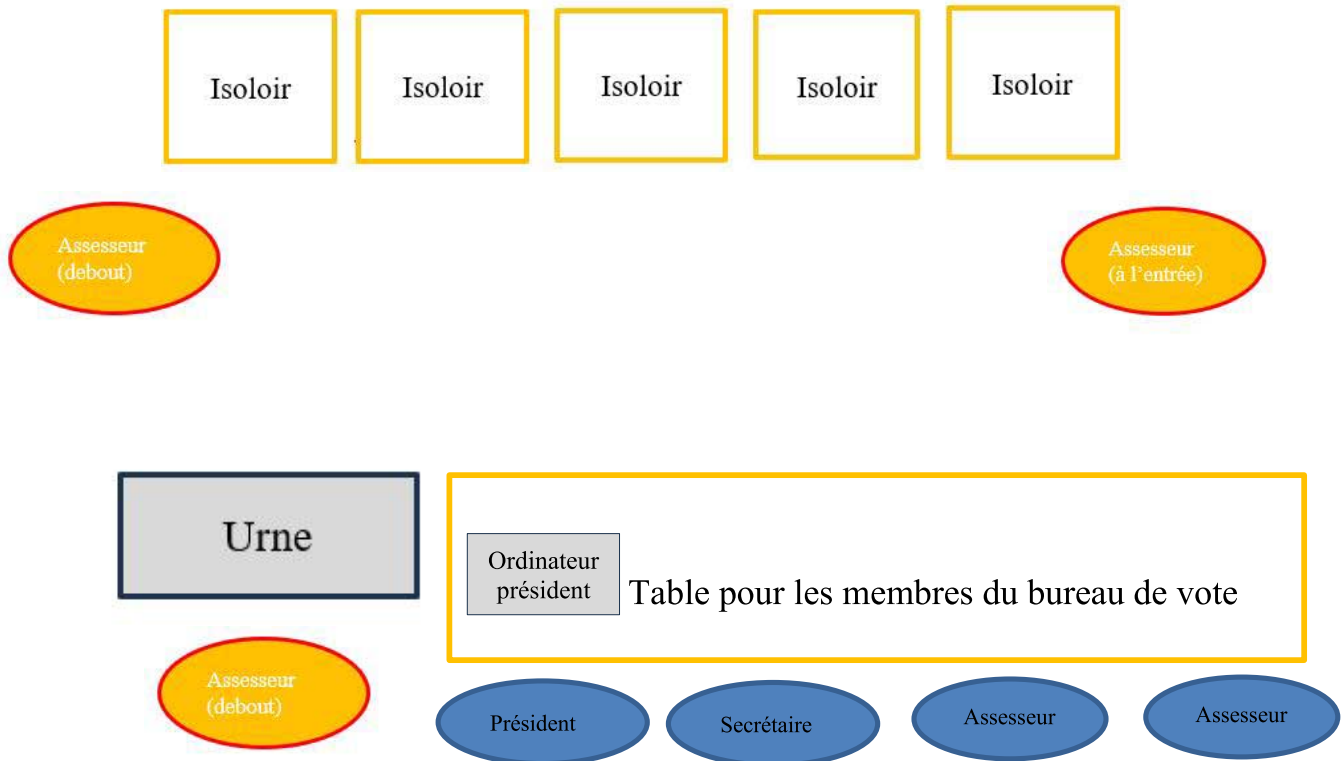 Isoloir
Isoloir
Isoloir
Isoloir
Isoloir
Assesseur
(debout)
Assesseur
(à l'entrée)
Urne
Ordinateur
président
Table pour les membres du bureau de vote
Assesseur
(debout)
Président
Secrétaire
Assesseur
Assesseur